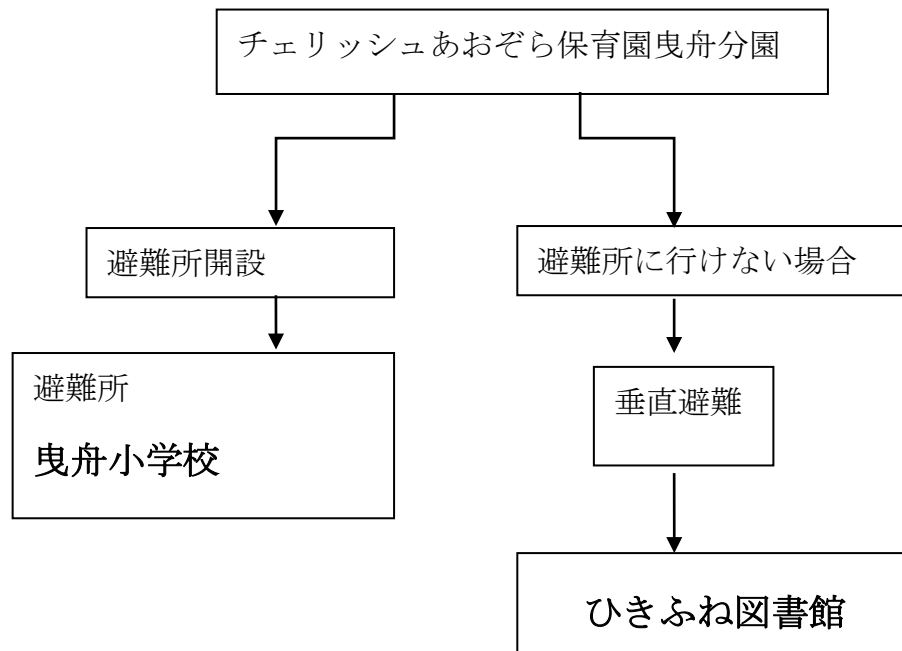 チェリッシュあおぞら保育園曳舟分園
避難所開設
避難所に行けない場合
避難所
曳舟小学校
垂直避難
ひきふね図書館